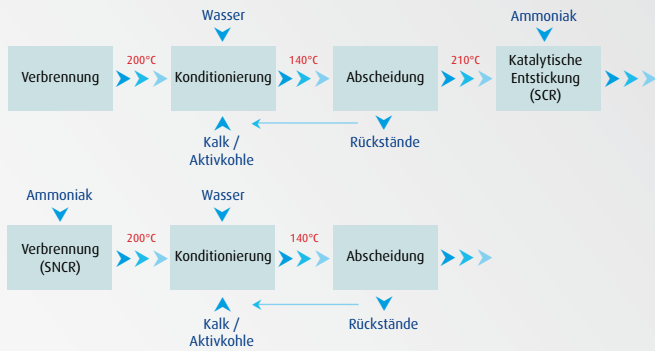 Wasser
Ammoniak
200°C
140°C
210°C
Verbrennung
Konditionierung
Abscheidung
Katalytische
Entstickung
(SCR)
Kalk /
Aktivkohle
Rückstände
Ammoniak
Wasser
200°C
140°C
Verbrennung
(SNCR)
Konditionierung
Abscheidung
Kalk /
Aktivkohle
Rückstände